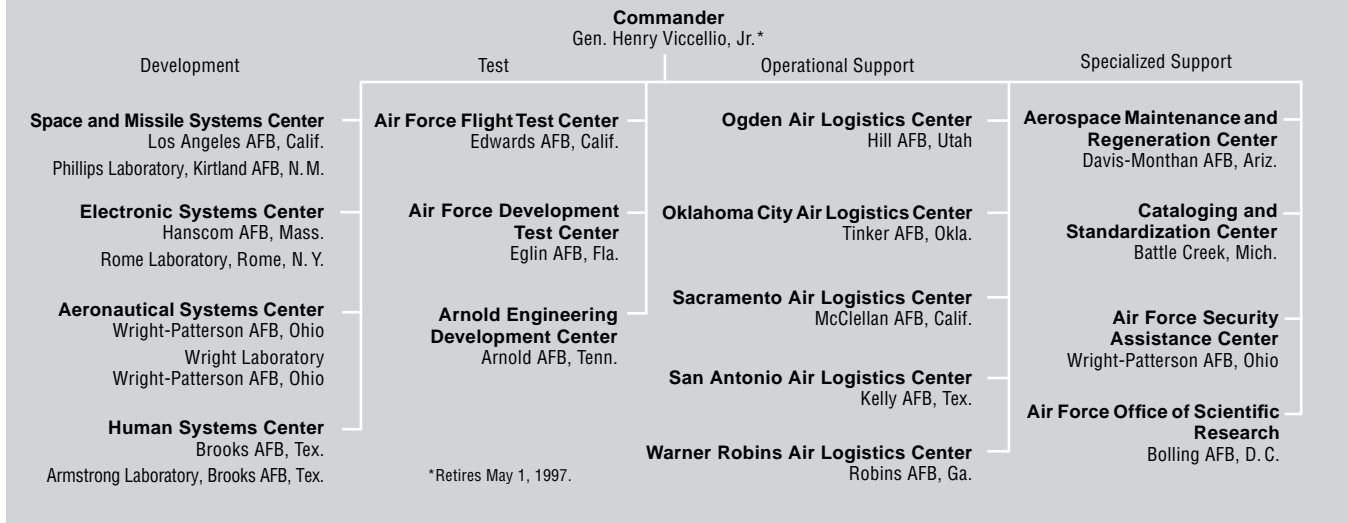 Commander
Gen. Henry Viccellio, Jr.*
Development
Space and Missile Systems Center
Los Angeles AFB, Calif.
Phillips Laboratory, Kirtland AFB, N. M.
Electronic Systems Center
Hanscom AFB, Mass.
Rome Laboratory, Rome, N. Y.
Aeronautical Systems Center
Wright-Patterson AFB, Ohio
Wright Laboratory
Wright-Patterson AFB, Ohio
Human Systems Center
Brooks AFB, Tex.
Armstrong Laboratory, Brooks AFB, Tex.
Test
Air Force Flight Test Center
Edwards AFB, Calif.
Air Force Development
Test Center
Eglin AFB, Fla.
Arnold Engineering
Development Center
Arnold AFB, Tenn.
*Retires May 1, 1997.
Operational Support
Ogden Air Logistics Center
Hill AFB, Utah
Oklahoma City Air Logistics Center
Tinker AFB, Okla.
Sacramento Air Logistics Center
McClellan AFB, Calif.
San Antonio Air Logistics Center
Kelly AFB, Tex.
Warner Robins Air Logistics Center
Robins AFB, Ga.
Specialized Support
Aerospace Maintenance and
Regeneration Center
Davis-Monthan AFB, Ariz.
Cataloging and
Standardization Center
Battle Creek, Mich.
Air Force Security
Assistance Center
Wright-Patterson AFB, Ohio
Air Force Office of Scientific
Research
Bolling AFB, D. C.